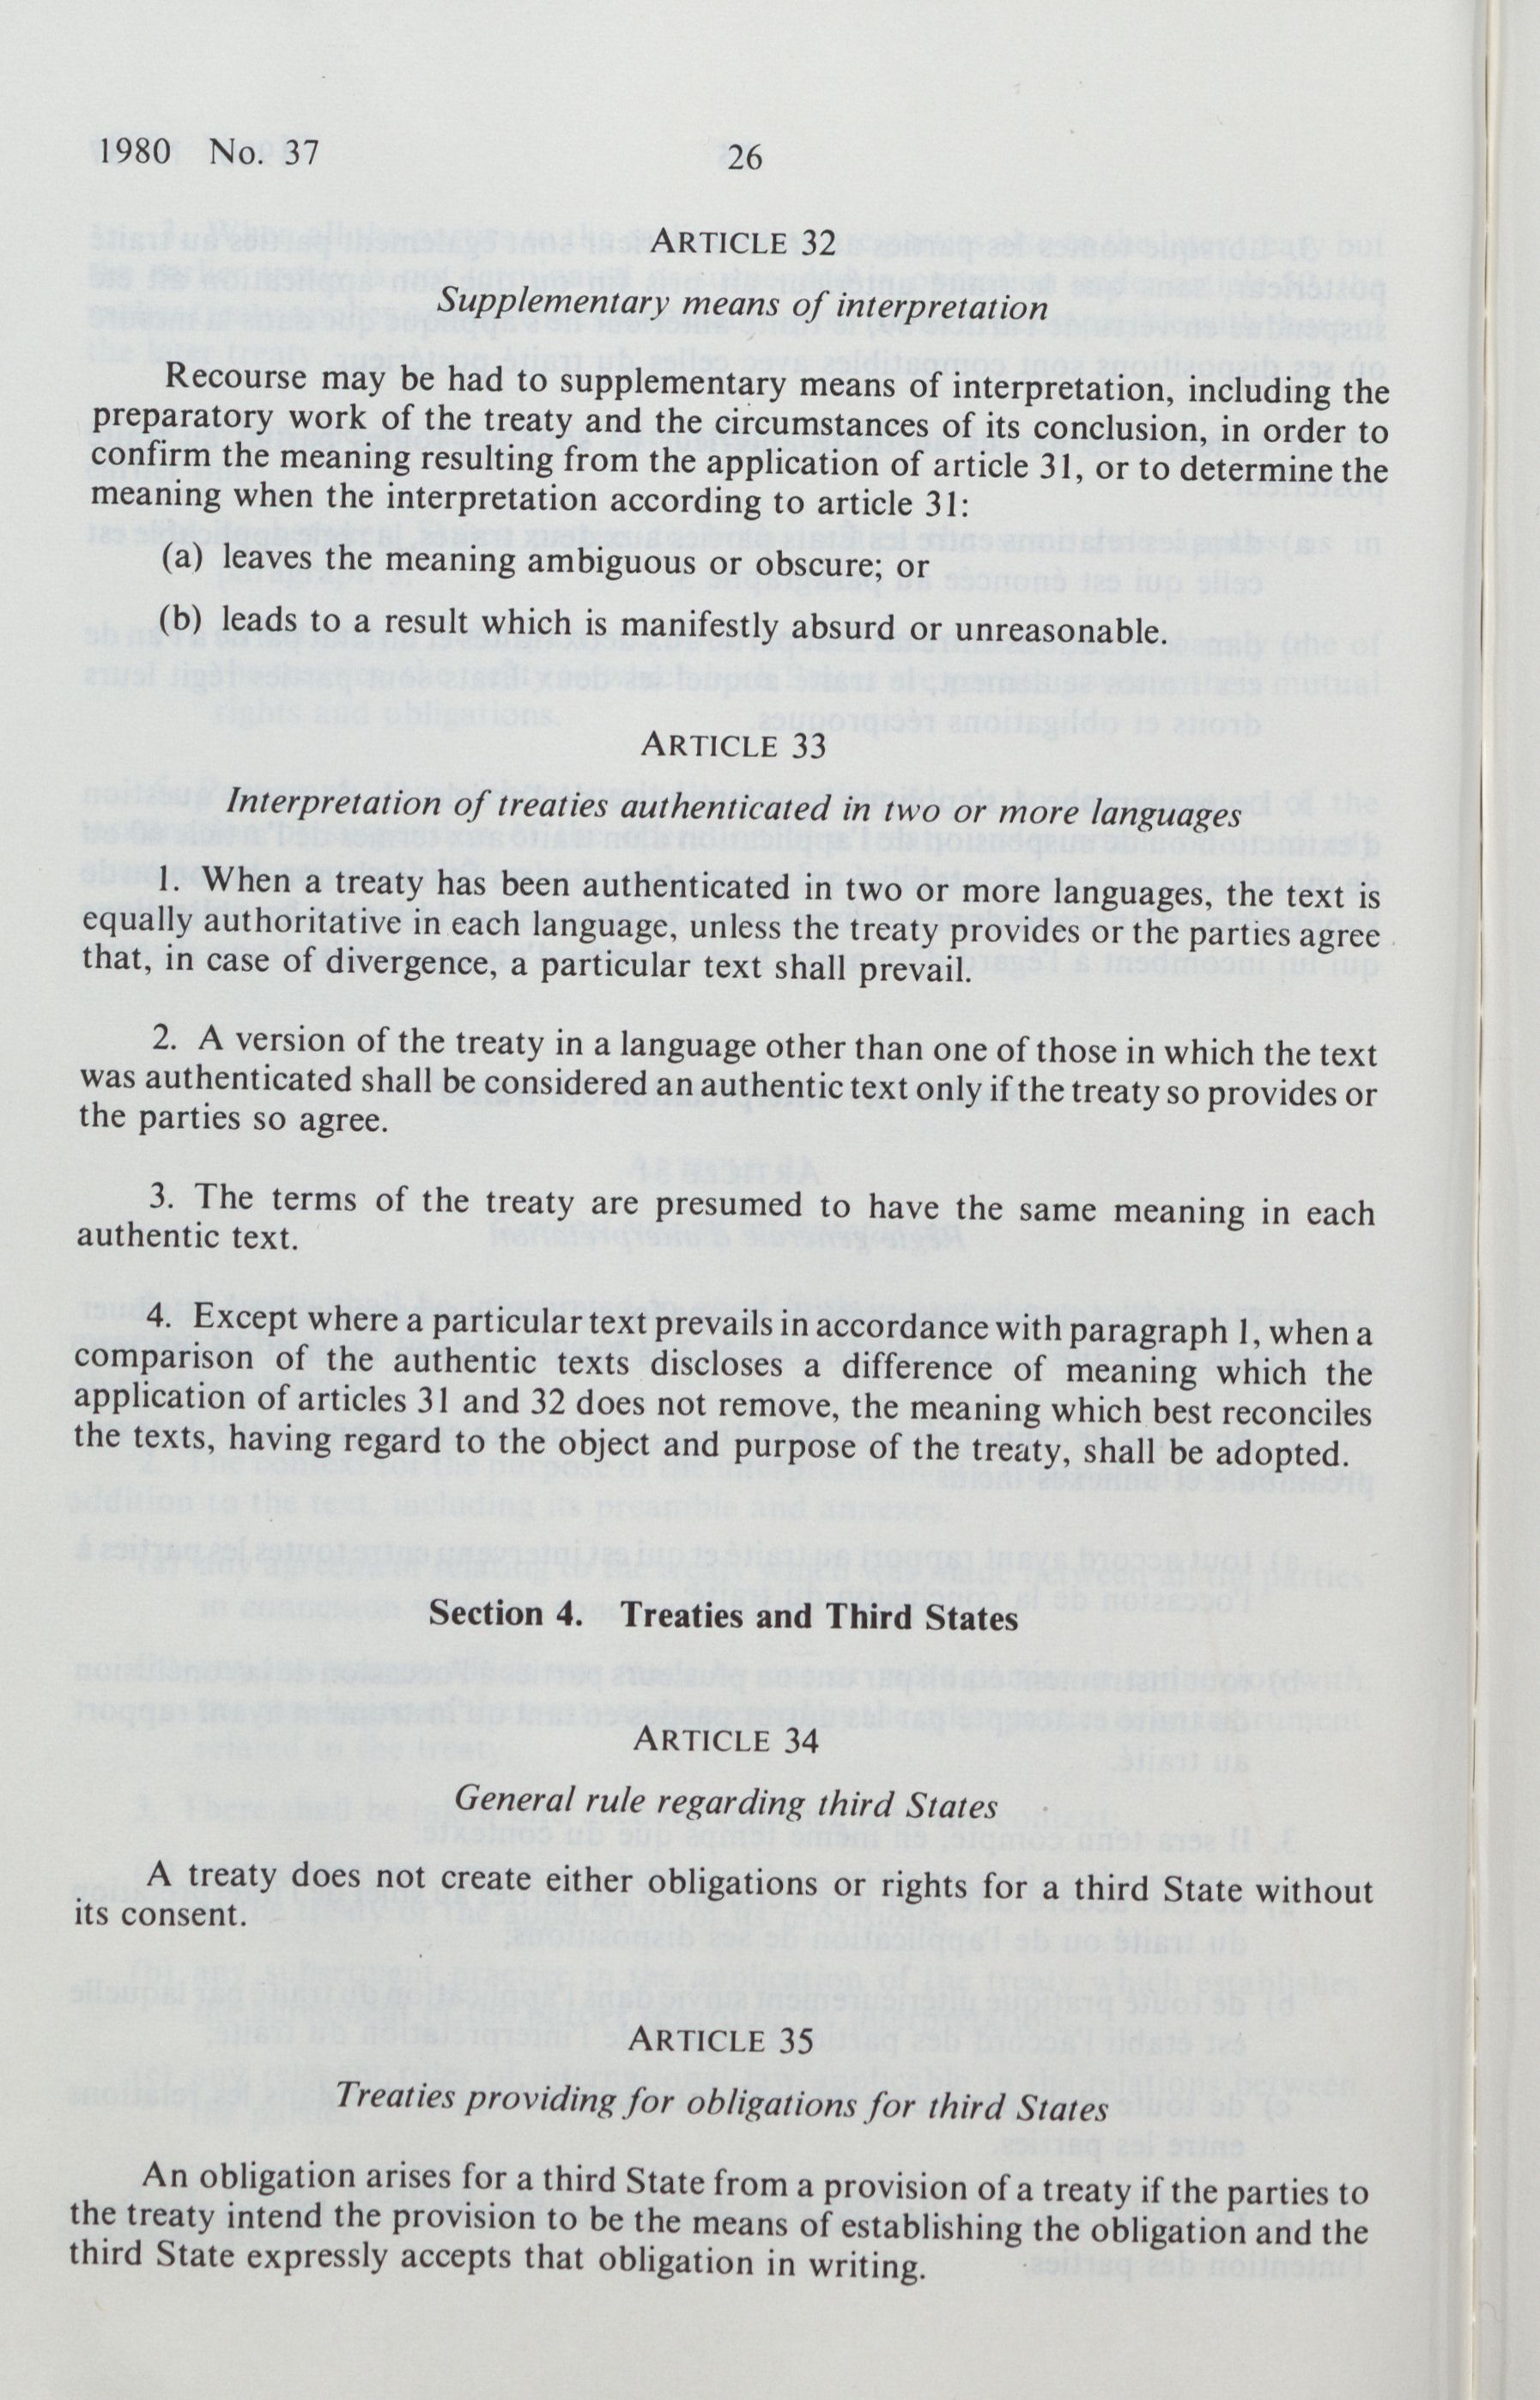 1980 No. 37
26
ARTICLE 32
Supplementary means of interpretation
Recourse may be had to supplementary means of interpretation, including the
preparatory work of the treaty and the circumstances of its conclusion, in order to
confirm the meaning resulting from the application of article 31, or to determine the
meaning when the interpretation according to article 31:
(a) leaves the meaning ambiguous or obscure; or
(b) leads to a result which is manifestly absurd or unreasonable.
ARTICLE 33
Interpretation of treaties authenticated in two or more languages
1. When a treaty has been authenticated in two or more languages, the text is
equally authoritative in each language, unless the treaty provides or the parties agree
that, in case of divergence, a particular text shall prevail.
2. A version of the treaty in a language other than one of those in which the text
was authenticated shall be considered an authentic text only if the treaty so provides or
the parties so agree.
3. The terms of the treaty are presumed to have the same meaning in each
authentic text.
4. Except where a particular text prevails in accordance with paragraph 1, when a
comparison of the authentic texts discloses a difference of meaning which the
application of articles 31 and 32 does not remove, the meaning which best reconciles
the texts, having regard to the object and purpose of the treaty, shall be adopted.
Section 4. Treaties and Third States
ARTICLE 34
General rule regarding third States
A treaty does not create either obligations or rights for a third State without
its consent.
ARTICLE 35
Treaties providing for obligations for third States
An obligation arises for a third State from a provision of a treaty if the parties to
the treaty intend the provision to be the means of establishing the obligation and the
third State expressly accepts that obligation in writing.